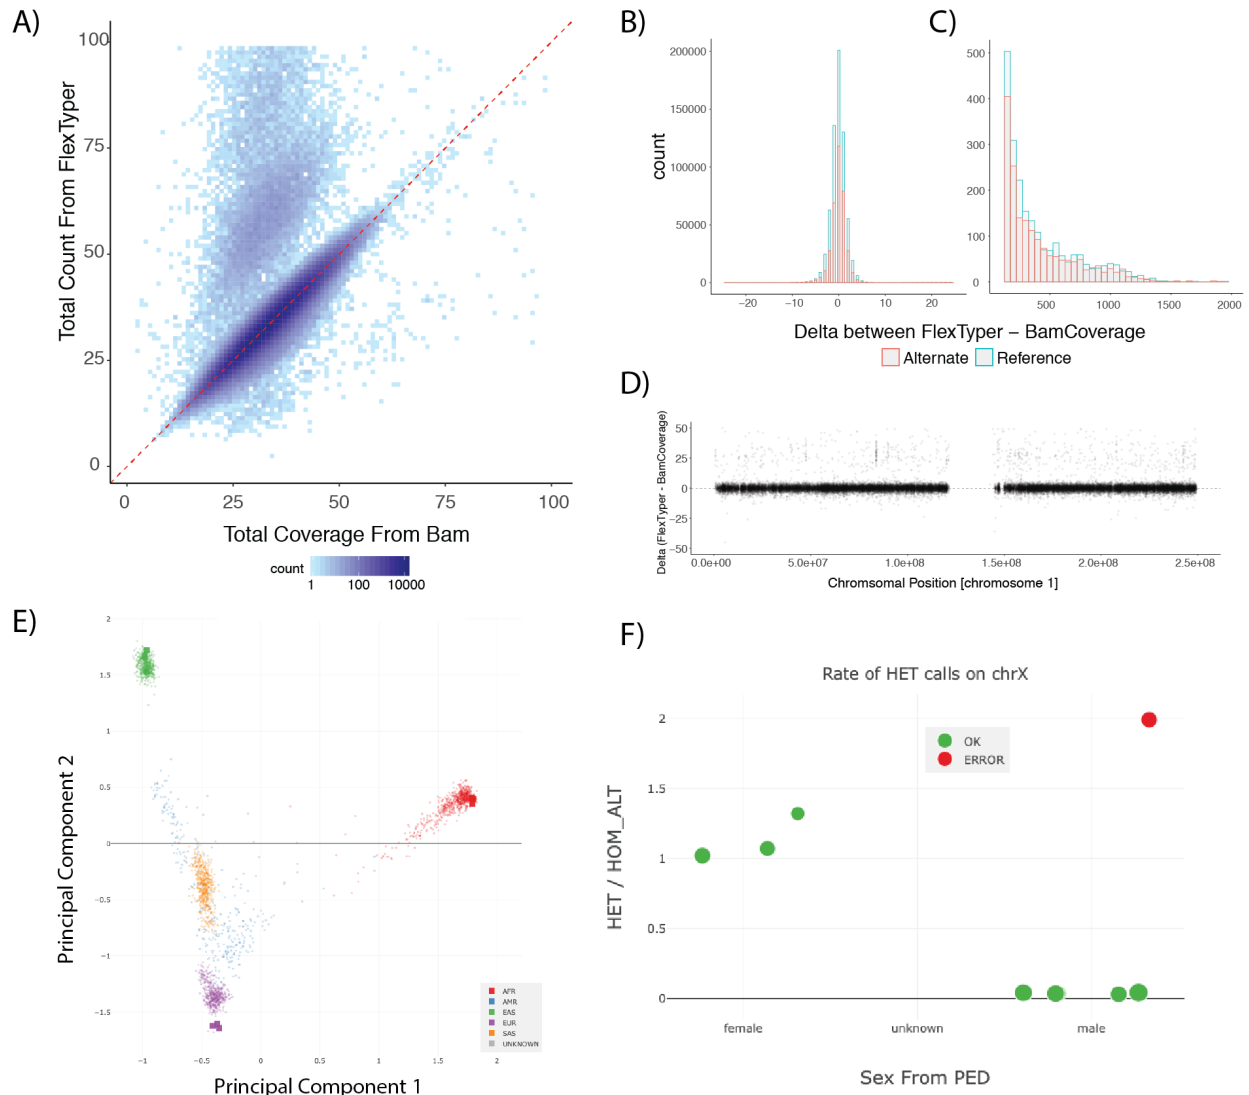 A)
Total Count From FlexTyper
100
75
50
25
0
0 25 50 75 100
Total Coverage From Bam
count
1 100 10000
B)
count
200000
150000
100000
50000
0
−20 −10 0 10 20
C)
500
400
300
200
100
0
500 1000 1500 2000
Delta between FlexTyper – BamCoverage
Alternate Reference
D)
Delta (FlexTyper - BamCoverage)
50
25
0
−25
−50
0.0e+00 5.0e+07 1.0e+08 1.5e+08 2.0e+08 2.5e+08
Chromsomal Position [chromosome 1]
E)
Principal Component 2
2
1.5
1
0.5
0
−0.5
−1
−1.5
−1 −0.5 0 0.5 1 1.5 2
AFR
AMR
EAS
EUR
SAS
UNKNOWN
Principal Component 1
F)
Rate of HET calls on chrX
HET / HOM_ALT
2
1.5
1
0.5
0
OK
ERROR
female unknown male
Sex From PED